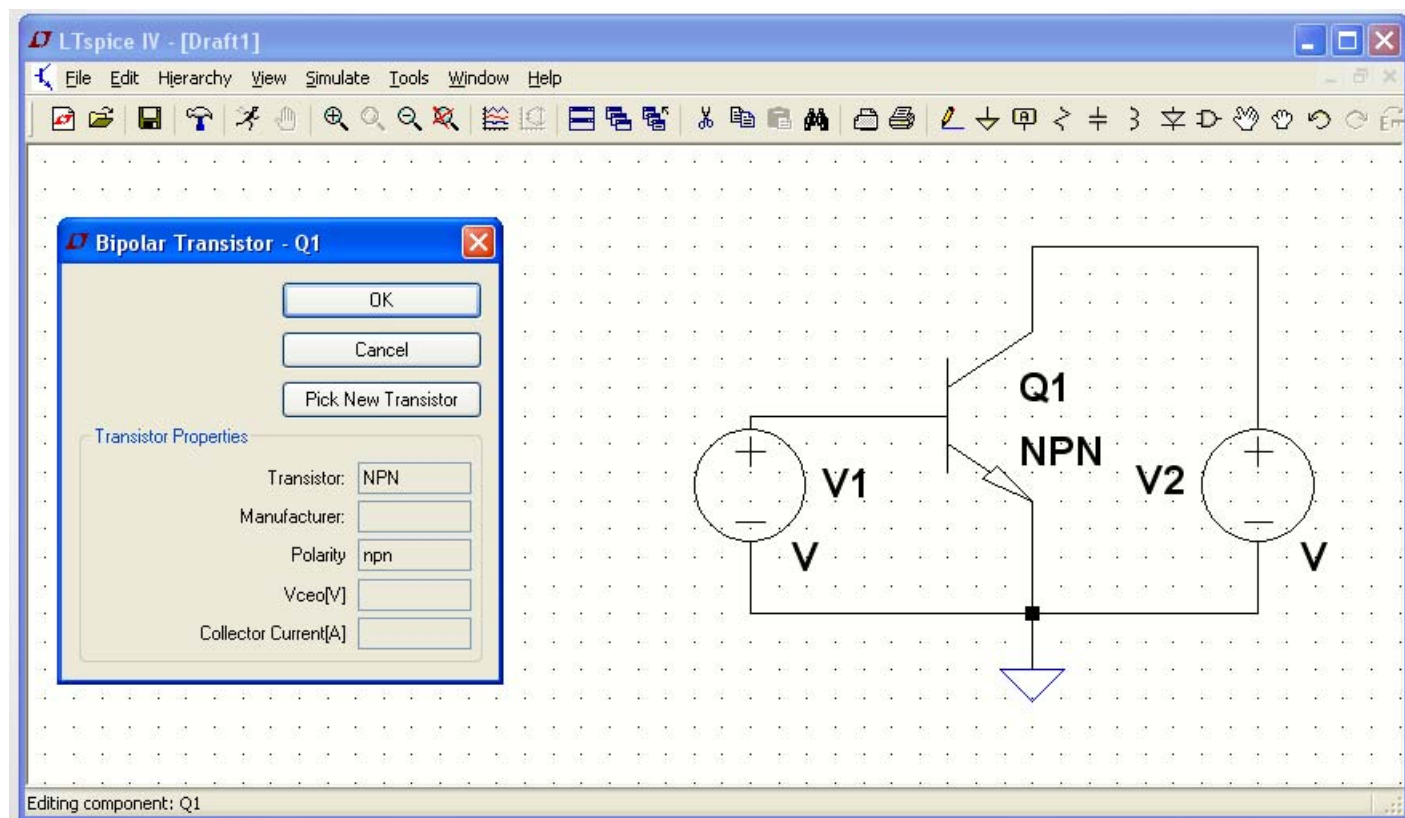 LTspice IV - [Draft1]
File Edit Hierarchy View Simulate Tools Window Help
Bipolar Transistor - Q1
OK
Cancel
Pick New Transistor
Transistor Properties
Transistor: NPN
Manufacturer:
Polarity npn
Vceo[V]
Collector Current[A]
Q1
NPN
V1
V
V2
V
Editing component: Q1